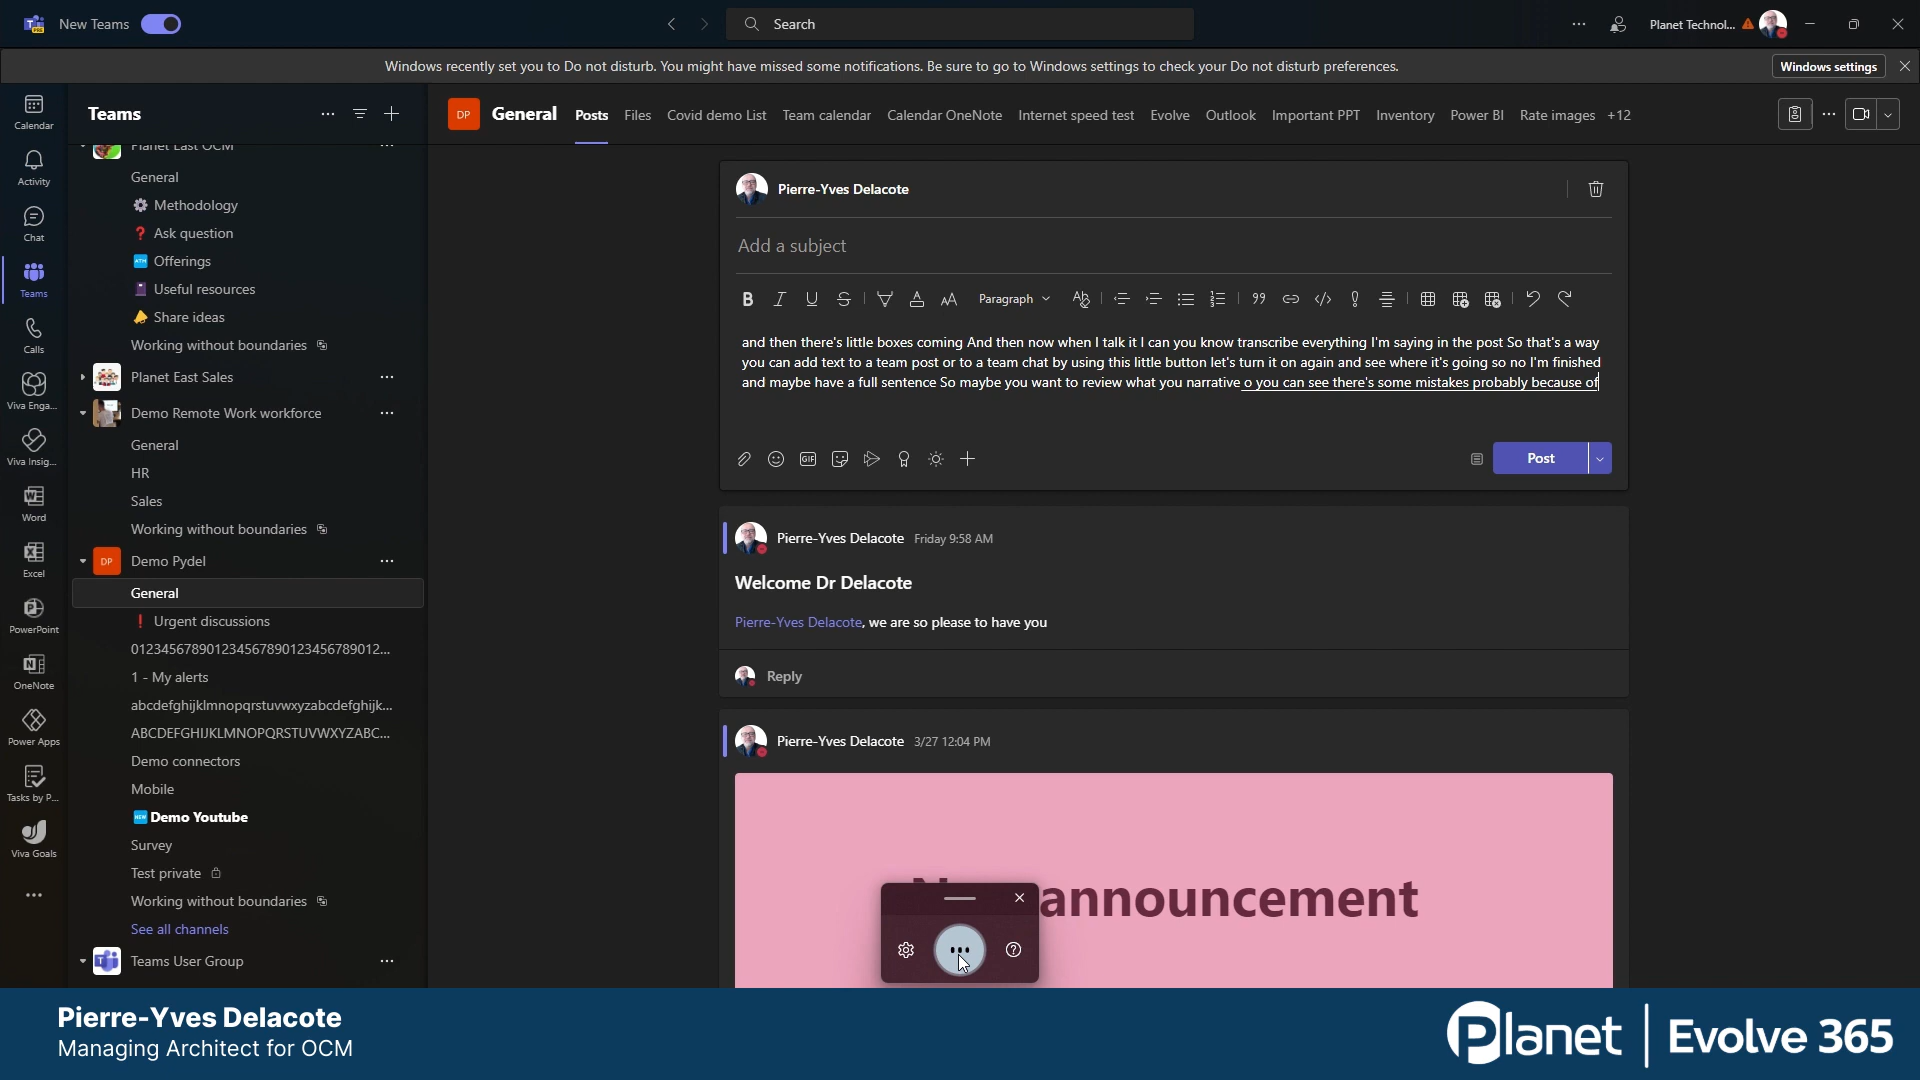 New Teams
Search
Planet Technol...
Windows recently set you to Do not disturb. You might have missed some notifications. Be sure to go to Windows settings to check your Do not disturb preferences.
Windows settings
Calendar
Activity
Chat
Teams
Calls
Viva Enga...
Viva Insig...
Word
Excel
PowerPoint
OneNote
Power Apps
Tasks by P...
Viva Goals
Teams
Planet East OCM
General
Methodology
Ask question
Offerings
Useful resources
Share ideas
Working without boundaries
Planet East Sales
Demo Remote Work workforce
General
HR
Sales
Working without boundaries
DP Demo Pydel
General
Urgent discussions
01234567890123456789012345678901 2...
1 - My alerts
abcdefghijklmnopqrstuvwxyzabcdefghijk...
ABCDEFGHIJKLMNOPQRSTUVWXYZABC...
Demo connectors
Mobile
NEW Demo Youtube
Survey
Test private
Working without boundaries
See all channels
Teams User Group
DP General Posts Files Covid demo List Team calendar Calendar OneNote Internet speed test Evolve Outlook Important PPT Inventory Power BI Rate images +12
Pierre-Yves Delacote
Add a subject
Paragraph
and then there's little boxes coming And then now when I talk it I can you know transcribe everything I'm saying in the post So that's a way
you can add text to a team post or to a team chat by using this little button let's turn it on again and see where it's going so no I'm finished
and maybe have a full sentence So maybe you want to review what you narrative o you can see there's some mistakes probably because of
GIF
Post
Pierre-Yves Delacote Friday 9:58 AM
Welcome Dr Delacote
Pierre-Yves Delacote, we are so please to have you
Reply
Pierre-Yves Delacote 3/27 12:04 PM
announcement
Pierre-Yves Delacote
Managing Architect for OCM
Planet
Evolve 365